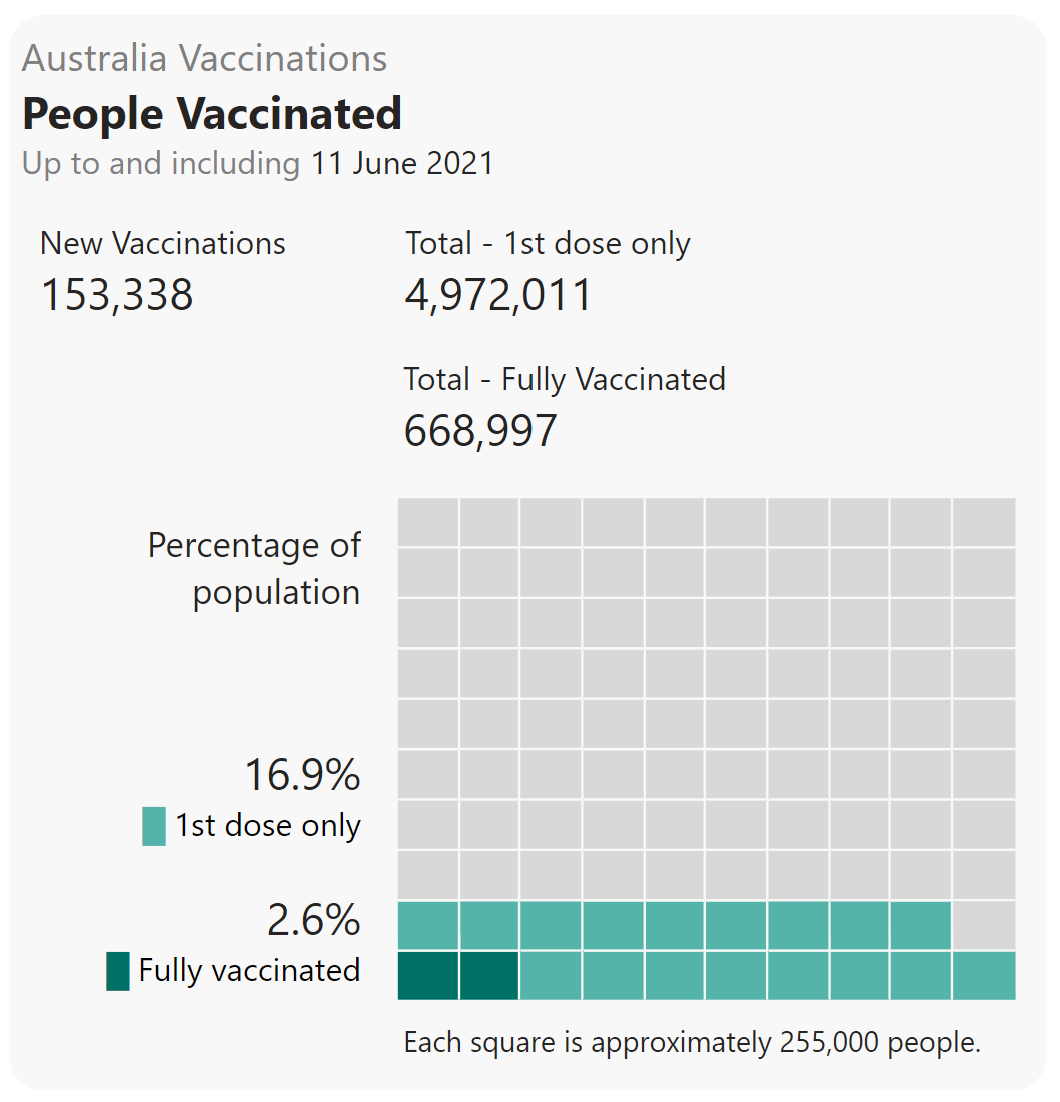 Australia Vaccinations
People Vaccinated
Up to and including 11 June 2021
New Vaccinations
153,338
Total - 1st dose only
4,972,011
Total - Fully Vaccinated
668,997
Percentage of
population
16.9%
1st dose only
2.6%
Fully vaccinated
Each square is approximately 255,000 people.